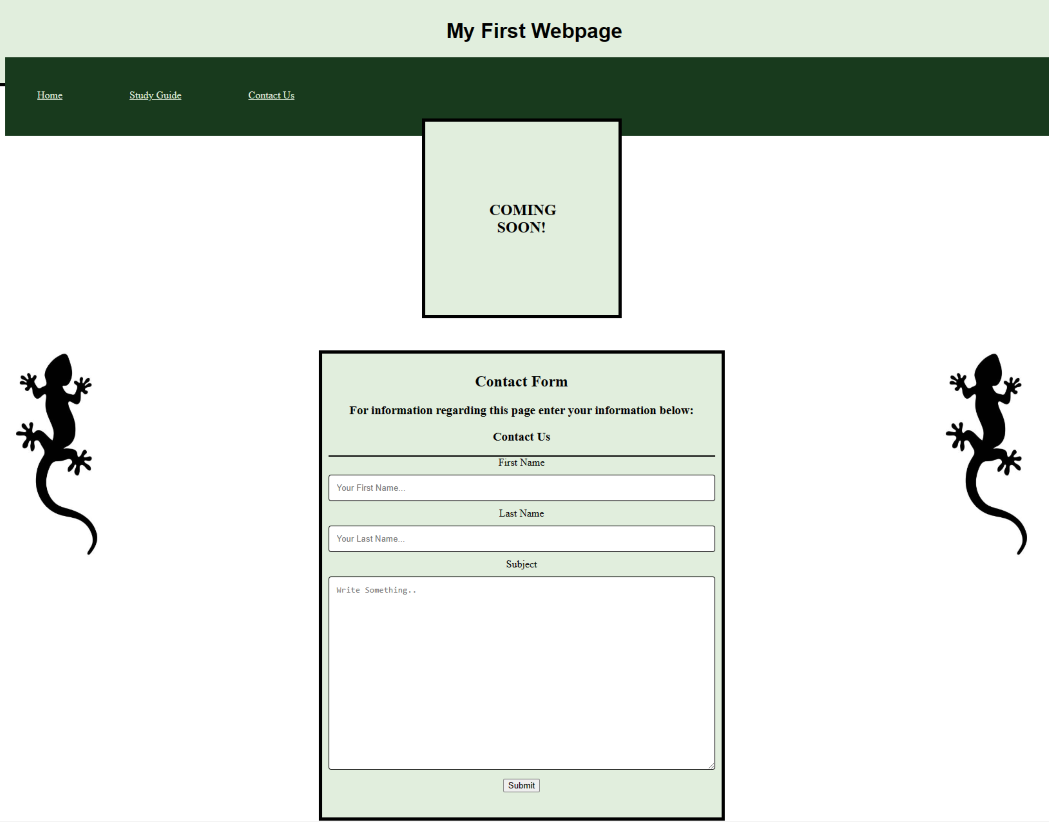 My First Webpage
Home Study Guide Contact Us
COMING
SOON!
Contact Form
For information regarding this page enter your information below:
Contact Us
First Name
Your First Name...
Last Name
Your Last Name...
Subject
Write Something..
Submit